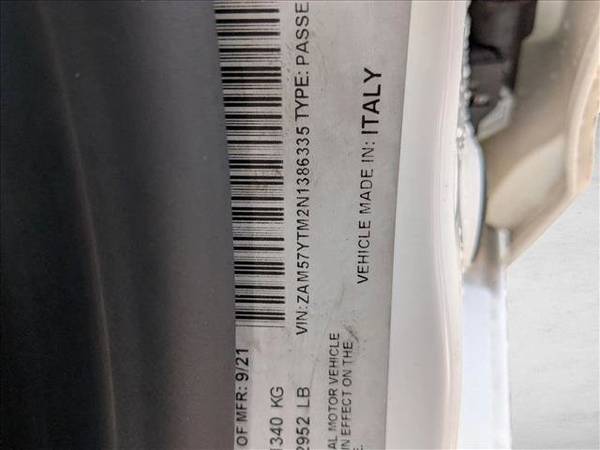 OF MFR: 9/21
1340 KG
2952 LB
VIN: ZAM57YTM2N1386335 TYPE: PASSE
VEHICLE MADE IN: ITALY
AL MOTOR VEHICLE
IN EFFECT ON THE